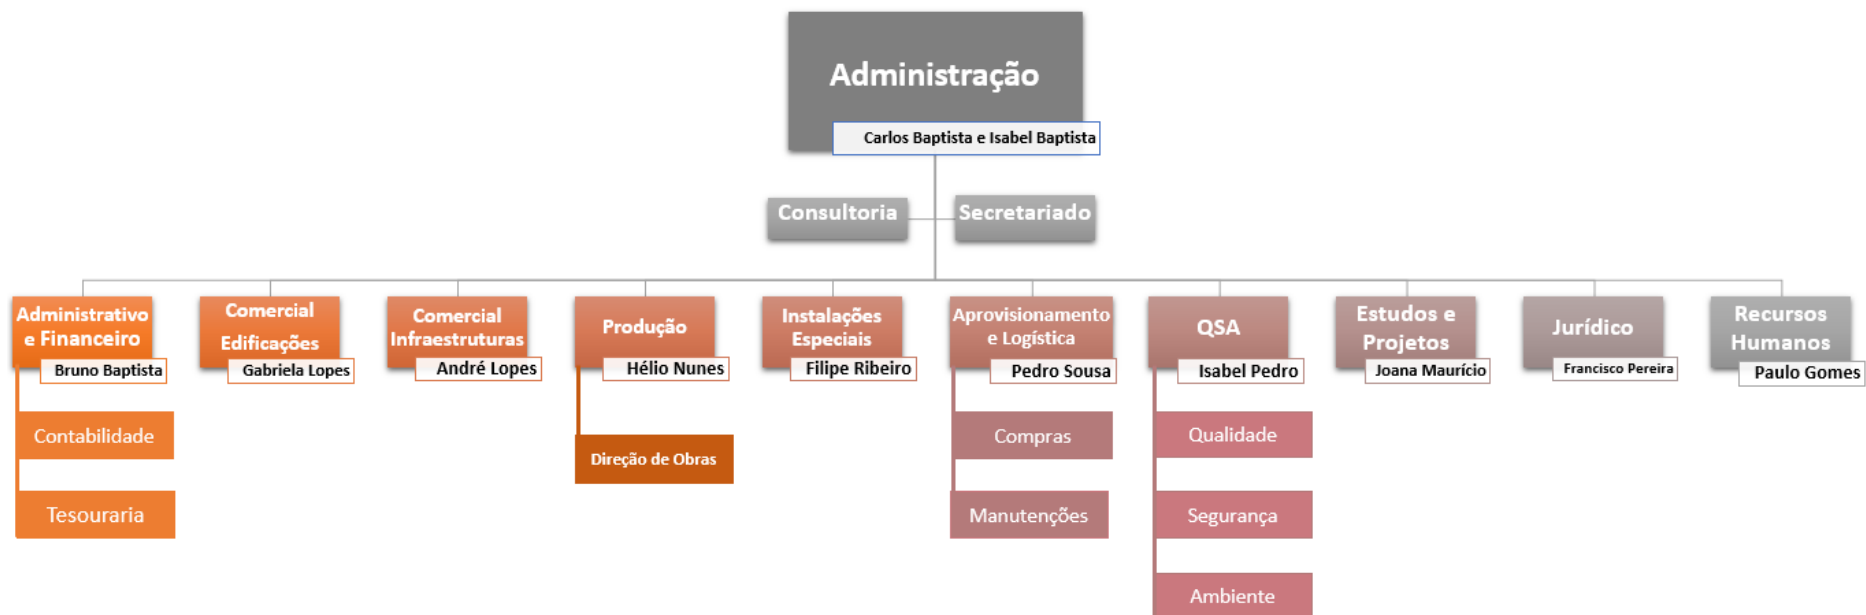 Administração
Carlos Baptista e Isabel Baptista
Consultoria
Secretariado
Administrativo
e Financeiro
Bruno Baptista
Comercial
Edificações
Gabriela Lopes
Comercial
Infraestruturas
André Lopes
Produção
Hélio Nunes
Instalações
Especiais
Filipe Ribeiro
Aprovisionamento
e Logística
Pedro Sousa
QSA
Isabel Pedro
Estudos e
Projetos
Joana Maurício
Jurídico
Francisco Pereira
Recursos
Humanos
Paulo Gomes
Contabilidade
Tesouraria
Direção de Obras
Compras
Manutenções
Qualidade
Segurança
Ambiente